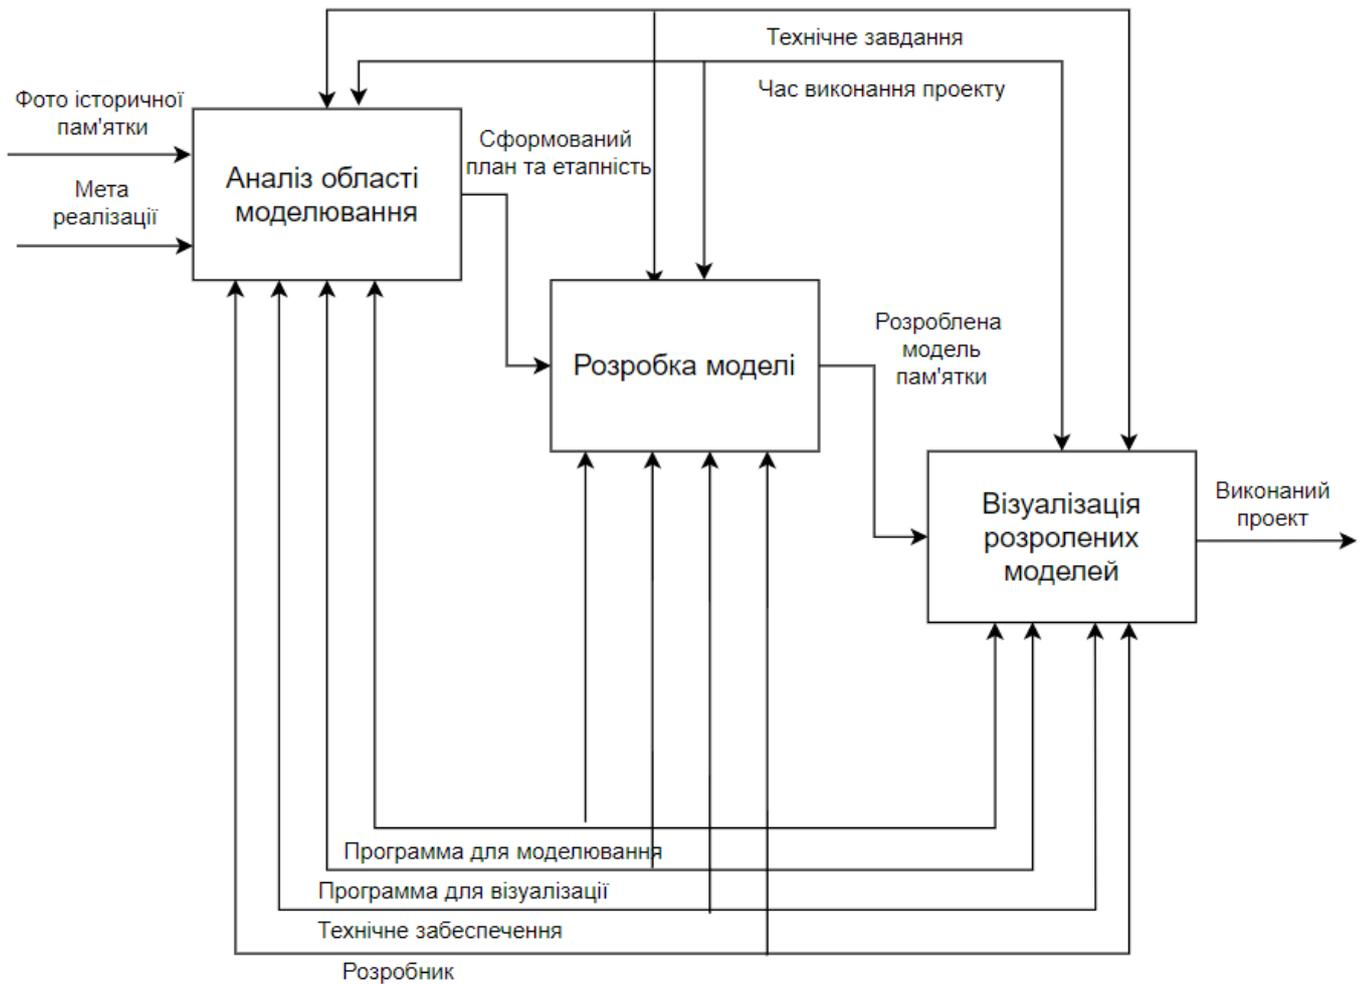 Технічне завдання
Час виконання проекту
Фото історичної
пам'ятки
Мета
реалізації
Аналіз області
моделювання
Сформований
план та етапність
Розробка моделі
Розроблена
модель
пам'ятки
Візуалізація
розролених
моделей
Виконаний
проект
Программа для моделювання
Программа для візуалізації
Технічне забеспечення
Розробник